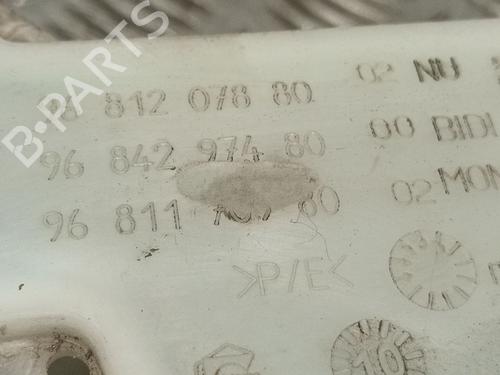 B-PARTS
812 078 80 02 NU
96 842 974 80 00 BIDI
96 811 80 02 MON
>P/E<
10